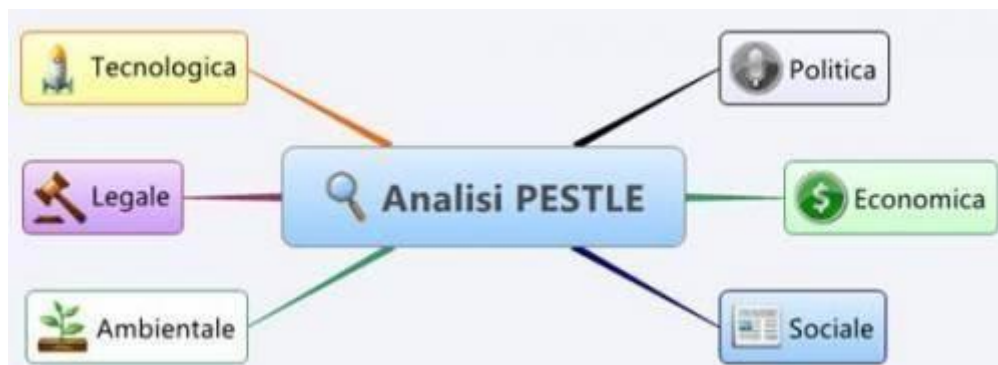 Tecnologica
Politica
Legale
Analisi PESTLE
Economica
Ambientale
Sociale